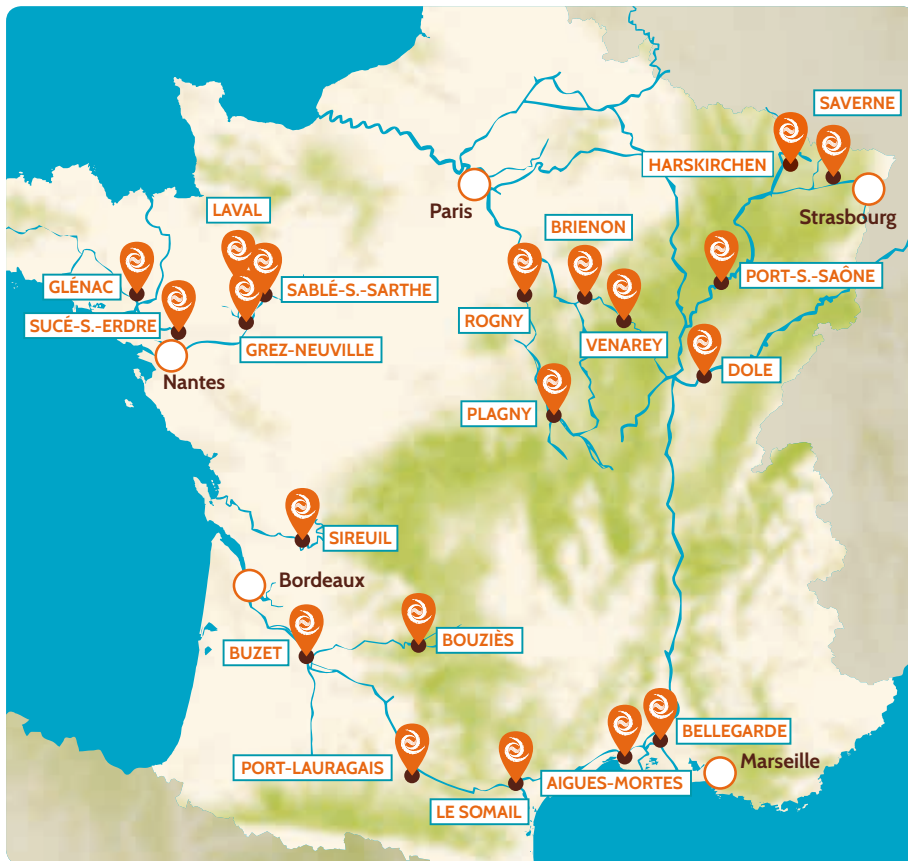 SAVERNE
HARSKIRCHEN
Paris
Strasbourg
LAVAL
BRIENON
GLÉNAC
SABLÉ-S.-SARTHE
PORT-S.-SAÔNE
ROGNY
SUCÉ-S.-ERDRE
GREZ-NEUVILLE
VENAREY
DOLE
Nantes
PLAGNY
SIREUIL
Bordeaux
BOUZIÈS
BUZET
BELLEGARDE
Marseille
PORT-LAURAGAIS
AIGUES-MORTES
LE SOMAIL